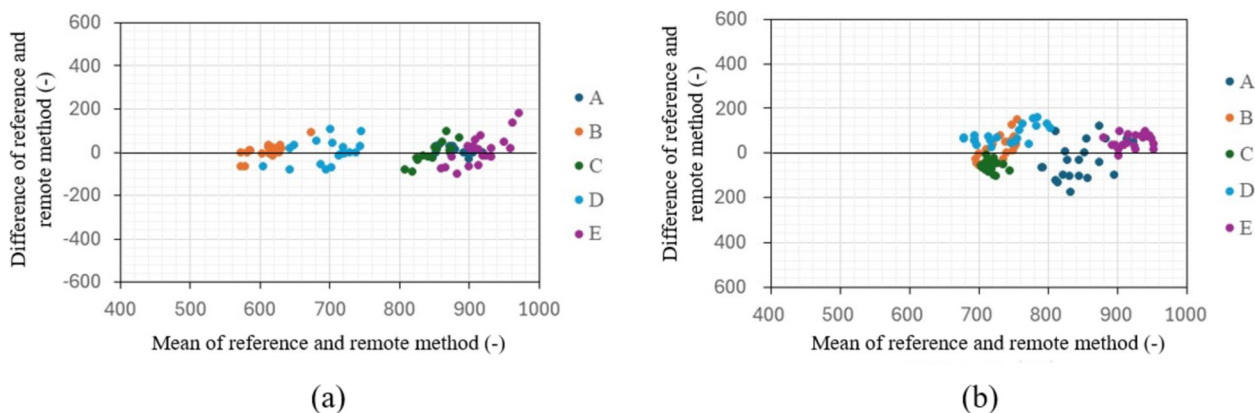 600
400
200
0
-200
-400
-600
400 500 600 700 800 900 1000
Difference of reference and
remote method (-)
Mean of reference and remote method (-)
A
B
C
D
E
(a)
600
400
200
0
200
400
600
400 500 600 700 800 900 1000
Difference of reference and
remote method (-)
Mean of reference and remote method (-)
A
B
C
D
E
(b)